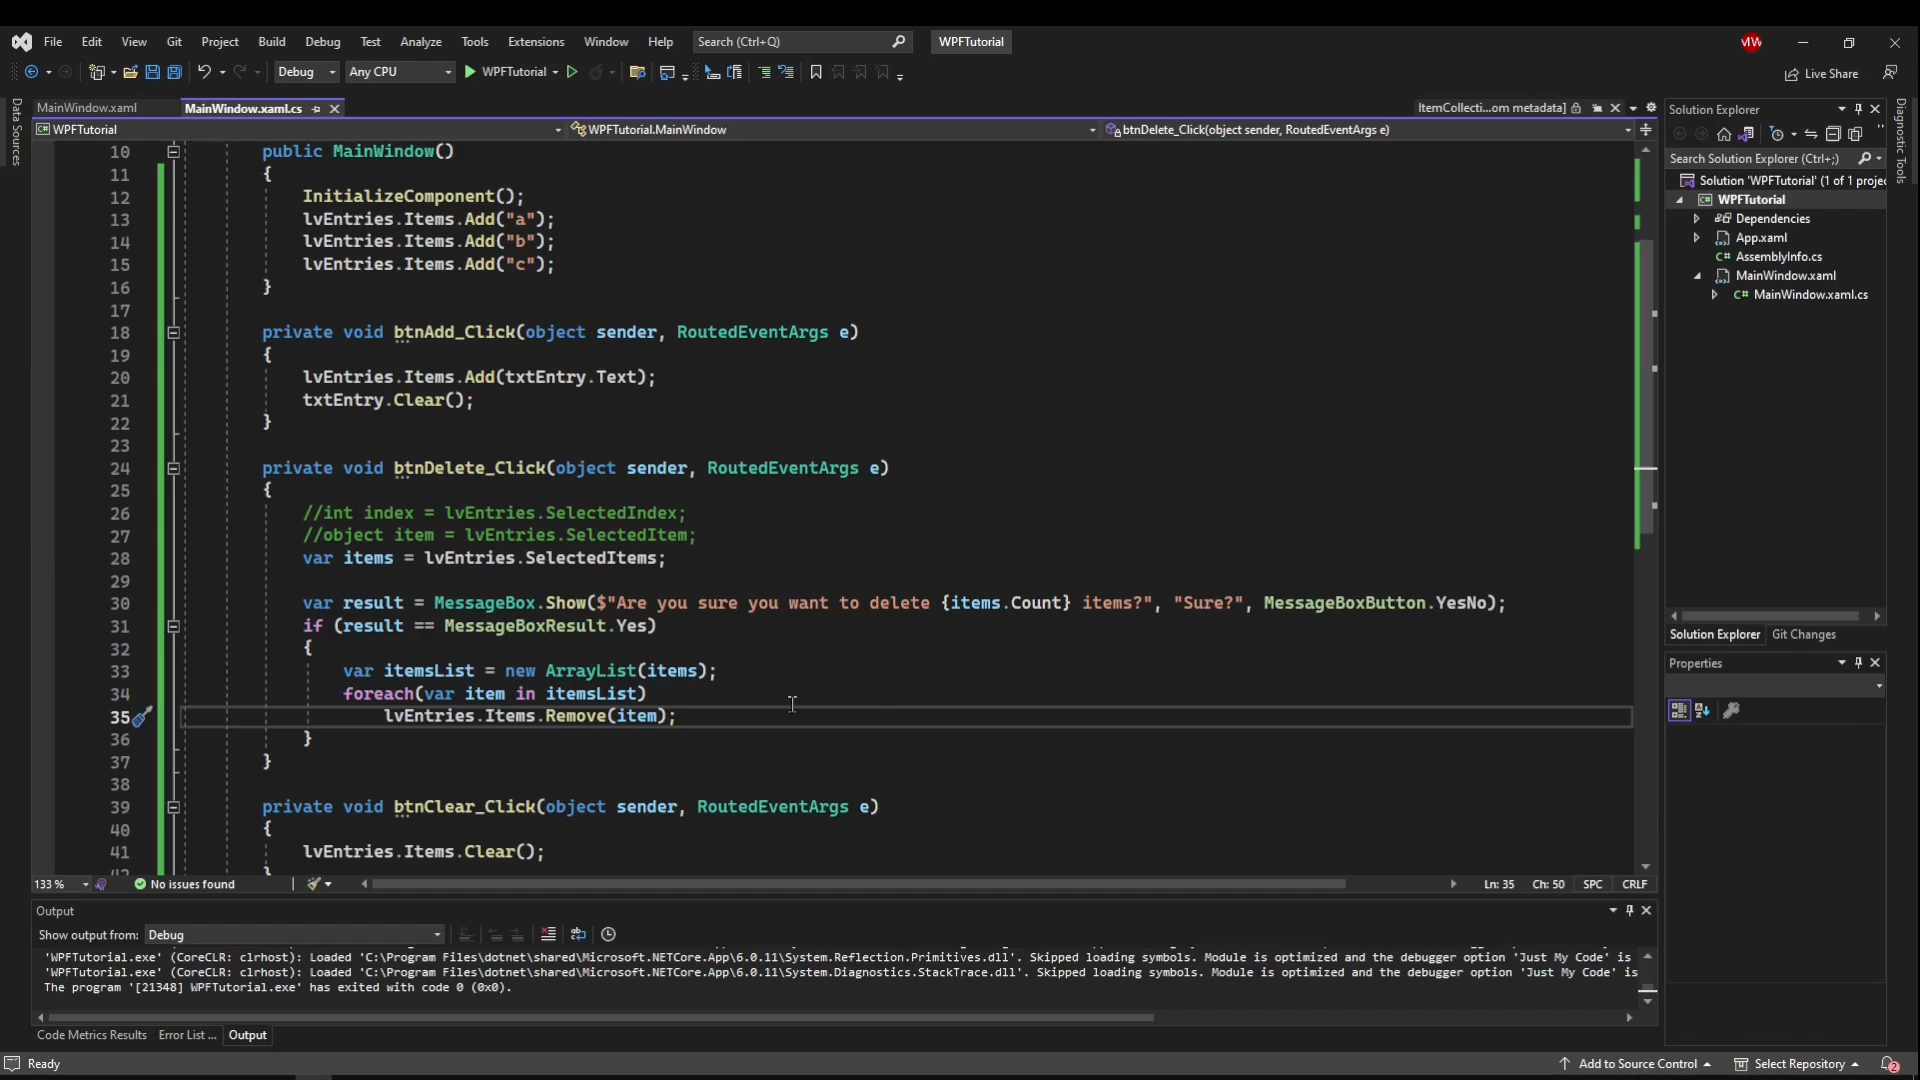 File Edit View Git Project Build Debug Test Analyze Tools Extensions Window Help Search (Ctrl+Q) WPFTutorial
Debug Any CPU WPFTutorial Live Share
MainWindow.xaml MainWindow.xaml.cs ItemCollecti...om metadata]
WPFTutorial WPFTutorial.MainWindow btnDelete_Click(object sender, RoutedEventArgs e)
Data Sources
10 public MainWindow()
11 {
12 InitializeComponent();
13 lvEntries.Items.Add("a");
14 lvEntries.Items.Add("b");
15 lvEntries.Items.Add("c");
16 }
17
18 private void btnAdd_Click(object sender, RoutedEventArgs e)
19 {
20 lvEntries.Items.Add(txtEntry.Text);
21 txtEntry.Clear();
22 }
23
24 private void btnDelete_Click(object sender, RoutedEventArgs e)
25 {
26 //int index = lvEntries.SelectedIndex;
27 //object item = lvEntries.SelectedItem;
28 var items = lvEntries.SelectedItems;
29
30 var result = MessageBox.Show($"Are you sure you want to delete {items.Count} items?", "Sure?", MessageBoxButton.YesNo);
31 if (result == MessageBoxResult.Yes)
32 {
33 var itemsList = new ArrayList(items);
34 foreach(var item in itemsList)
35 lvEntries.Items.Remove(item);
36 }
37 }
38
39 private void btnClear_Click(object sender, RoutedEventArgs e)
40 {
41 lvEntries.Items.Clear();
133 % No issues found Ln: 35 Ch: 50 SPC CRLF
Output
Show output from: Debug
'WPFTutorial.exe' (CoreCLR: clrhost): Loaded 'C:\Program Files\dotnet\shared\Microsoft.NETCore.App\6.0.11\System.Reflection.Primitives.dll'. Skipped loading symbols. Module is optimized and the debugger option 'Just My Code' is
'WPFTutorial.exe' (CoreCLR: clrhost): Loaded 'C:\Program Files\dotnet\shared\Microsoft.NETCore.App\6.0.11\System.Diagnostics.StackTrace.dll'. Skipped loading symbols. Module is optimized and the debugger option 'Just My Code' is
The program '[21348] WPFTutorial.exe' has exited with code 0 (0x0).
Code Metrics Results Error List ... Output
Solution Explorer
Search Solution Explorer (Ctrl+;)
Solution 'WPFTutorial' (1 of 1 proje
WPFTutorial
Dependencies
App.xaml
AssemblyInfo.cs
MainWindow.xaml
MainWindow.xaml.cs
Solution Explorer Git Changes
Properties
Diagnostic Tools
Ready Add to Source Control Select Repository 2